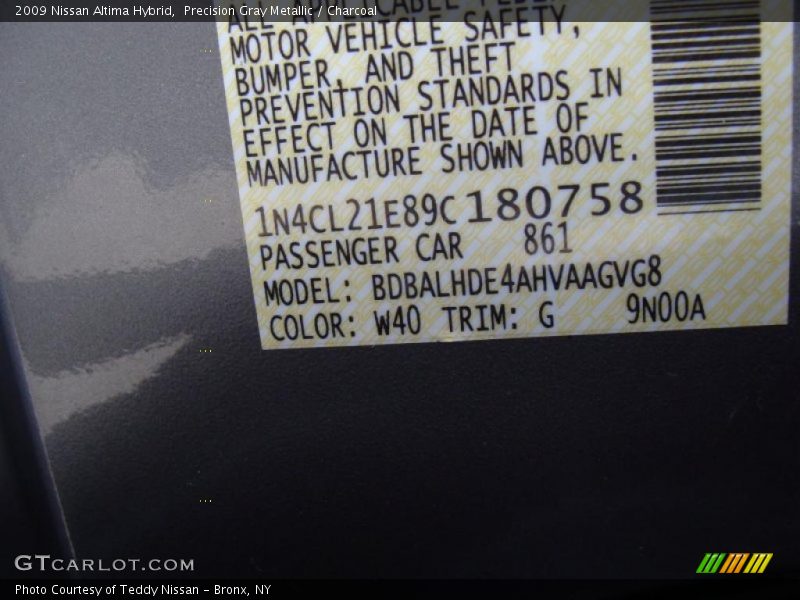 2009 Nissan Altima Hybrid,  Precision Gray Metallic / Charcoal
ALL APPLICABLE
MOTOR VEHICLE SAFETY,
BUMPER, AND THEFT
PREVENTION STANDARDS IN
EFFECT ON THE DATE OF
MANUFACTURE SHOWN ABOVE.
1N4CL21E89C180758
PASSENGER CAR 861
MODEL: BDBALHDE4AHVAAGVG8
COLOR: W40 TRIM: G 9N00A
GTCARLOT.COM
Photo Courtesy of Teddy Nissan – Bronx, NY